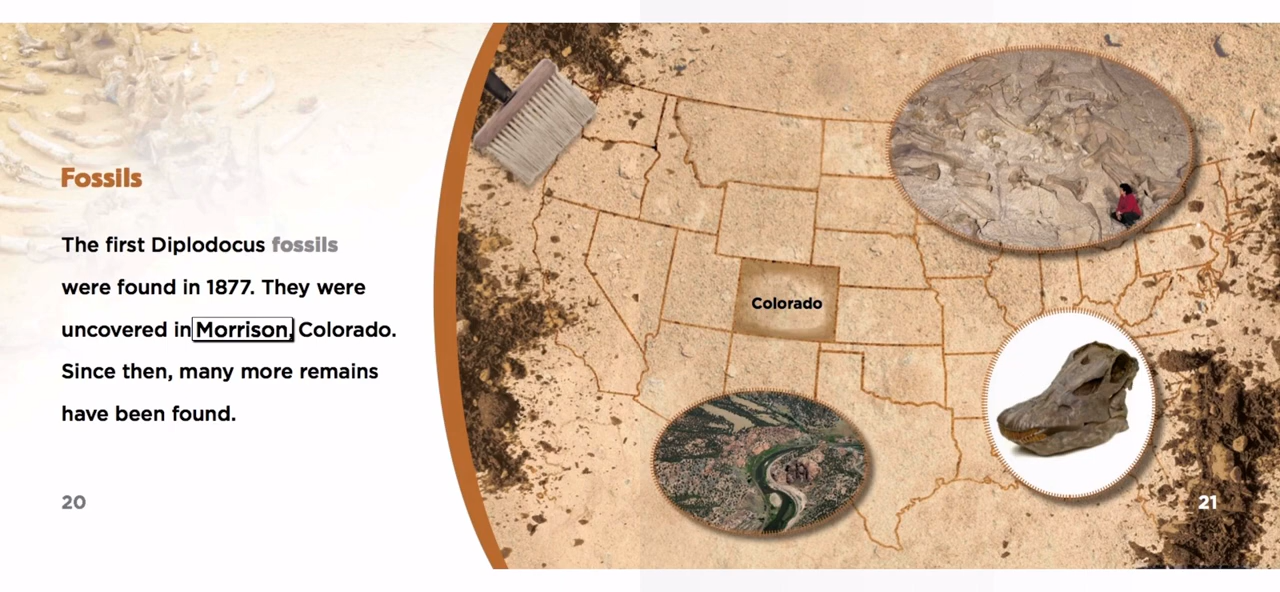 Fossils
The first Diplodocus fossils
were found in 1877. They were
uncovered in Morrison, Colorado.
Since then, many more remains
have been found.
20
Colorado
21